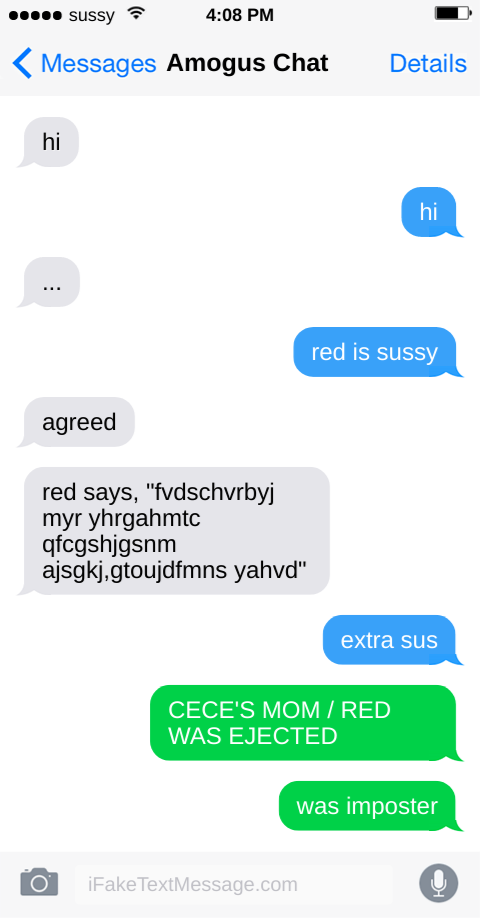 sussy 4:08 PM
Messages Amogus Chat Details
hi
hi
...
red is sussy
agreed
red says, "fvdschvrbyj
myr yhrgahmtc
qfcgshjgsnm
ajsgkj,gtoujdfmns yahvd"
extra sus
CECE'S MOM / RED
WAS EJECTED
was imposter
iFakeTextMessage.com